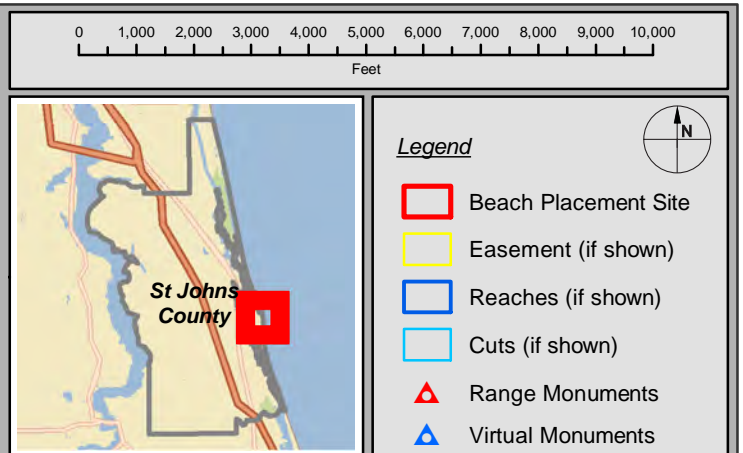 0 1,000 2,000 3,000 4,000 5,000 6,000 7,000 8,000 9,000 10,000
Feet
St Johns
County
N
Legend
Beach Placement Site
Easement (if shown)
Reaches (if shown)
Cuts (if shown)
Range Monuments
Virtual Monuments